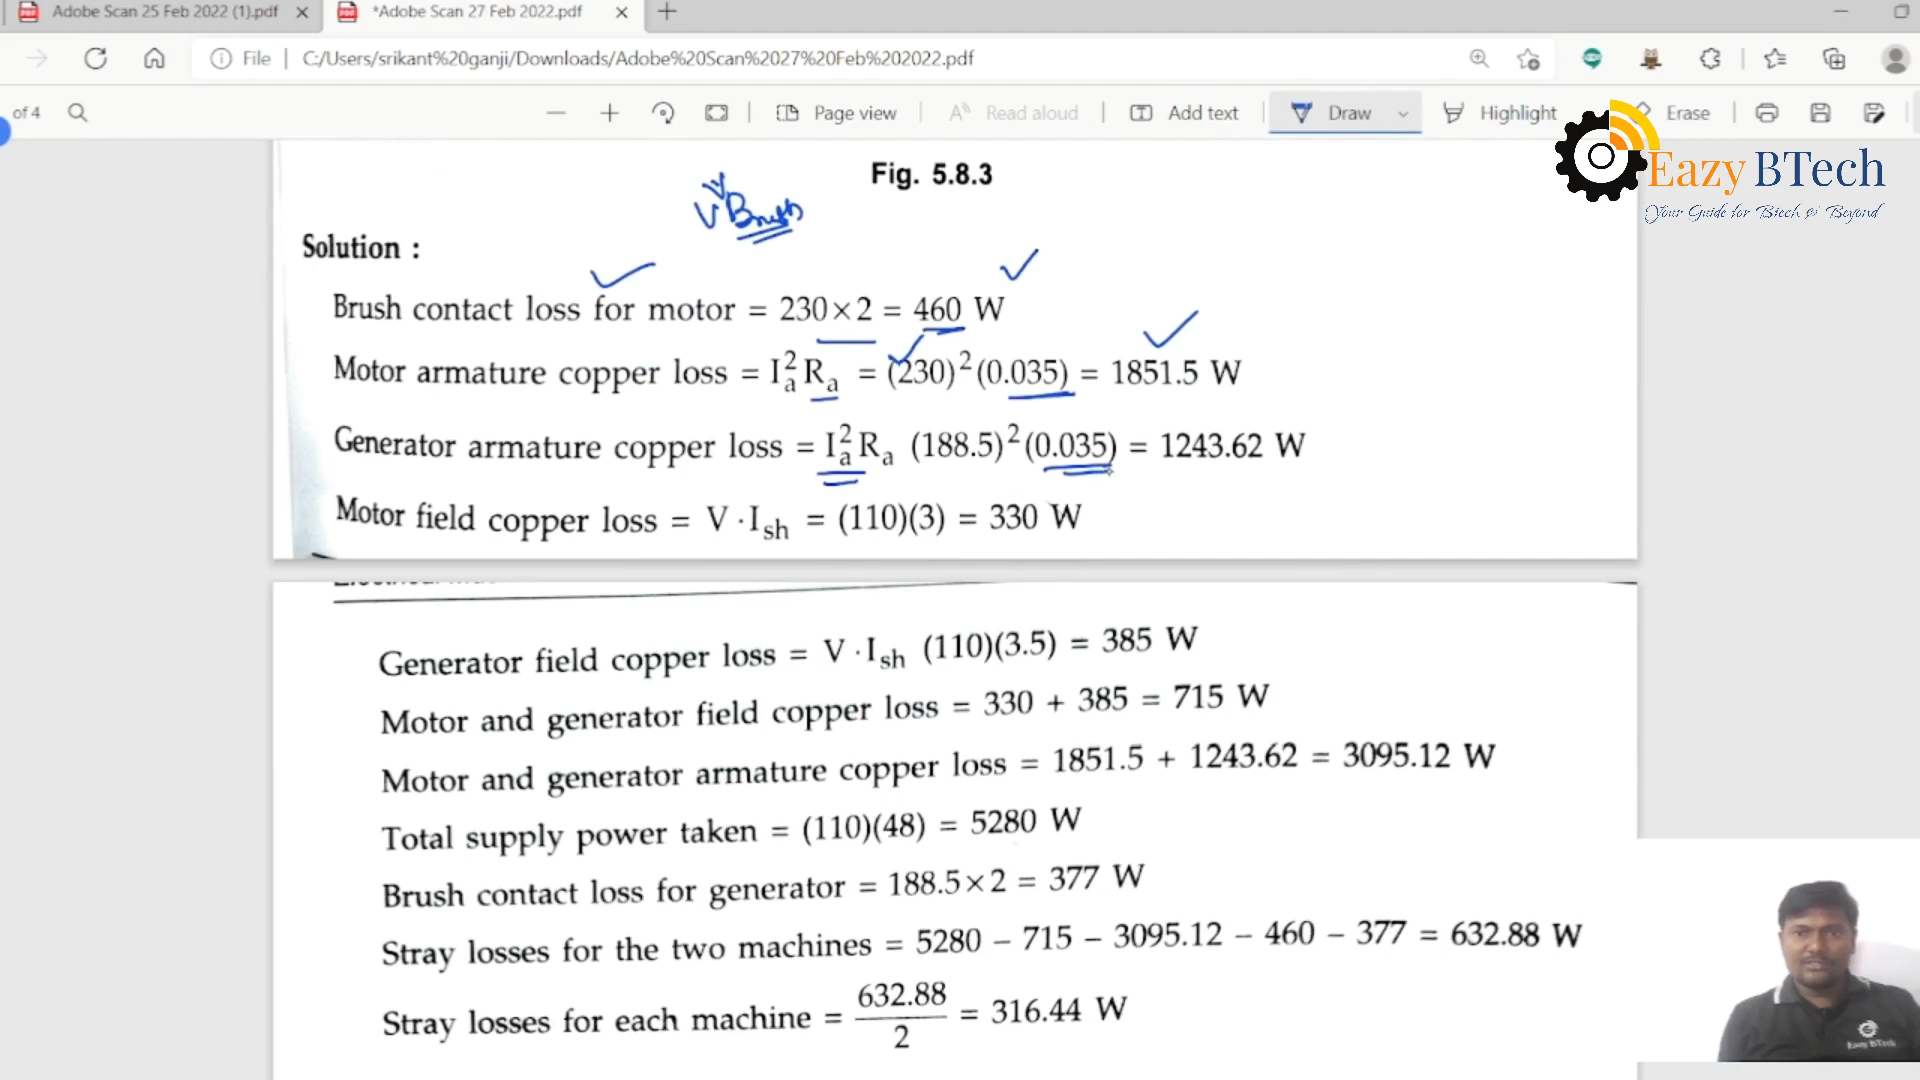 Adobe Scan 25 Feb 2022 (1).pdf
*Adobe Scan 27 Feb 2022.pdf
File | C:/Users/srikant%20ganji/Downloads/Adobe%20Scan%2027%20Feb%202022.pdf
of 4 Page view Read aloud Add text Draw Highlight Erase
Eazy BTech
Your Guide for Btech & Beyond
Fig. 5.8.3
V Brush
Solution :
Brush contact loss for motor = 230×2 = 460 W
Motor armature copper loss = Iₐ² Rₐ = (230)² (0.035) = 1851.5 W
Generator armature copper loss = Iₐ² Rₐ (188.5)² (0.035) = 1243.62 W
Motor field copper loss = V · Ish = (110)(3) = 330 W
Generator field copper loss = V · Ish (110)(3.5) = 385 W
Motor and generator field copper loss = 330 + 385 = 715 W
Motor and generator armature copper loss = 1851.5 + 1243.62 = 3095.12 W
Total supply power taken = (110)(48) = 5280 W
Brush contact loss for generator = 188.5×2 = 377 W
Stray losses for the two machines = 5280 – 715 – 3095.12 – 460 – 377 = 632.88 W
Stray losses for each machine = 632.88 / 2 = 316.44 W
Eazy BTech